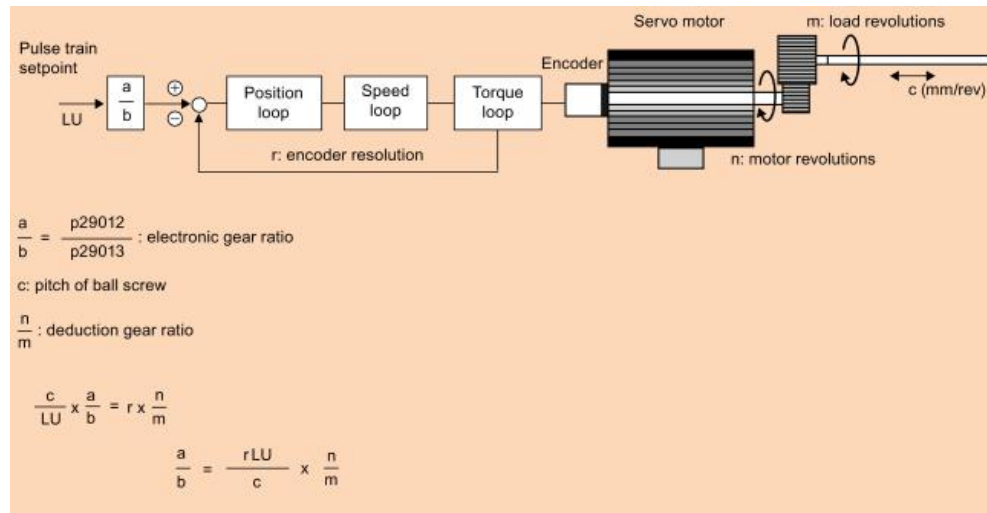 Servo motor
m: load revolutions
Pulse train
setpoint
Encoder
a
b
+
−
LU
Position
loop
Speed
loop
Torque
loop
c (mm/rev)
r: encoder resolution
n: motor revolutions
a/b = p29012/p29013 : electronic gear ratio
c: pitch of ball screw
n/m : deduction gear ratio
c/LU x a/b = r x n/m
a/b = r LU/c x n/m